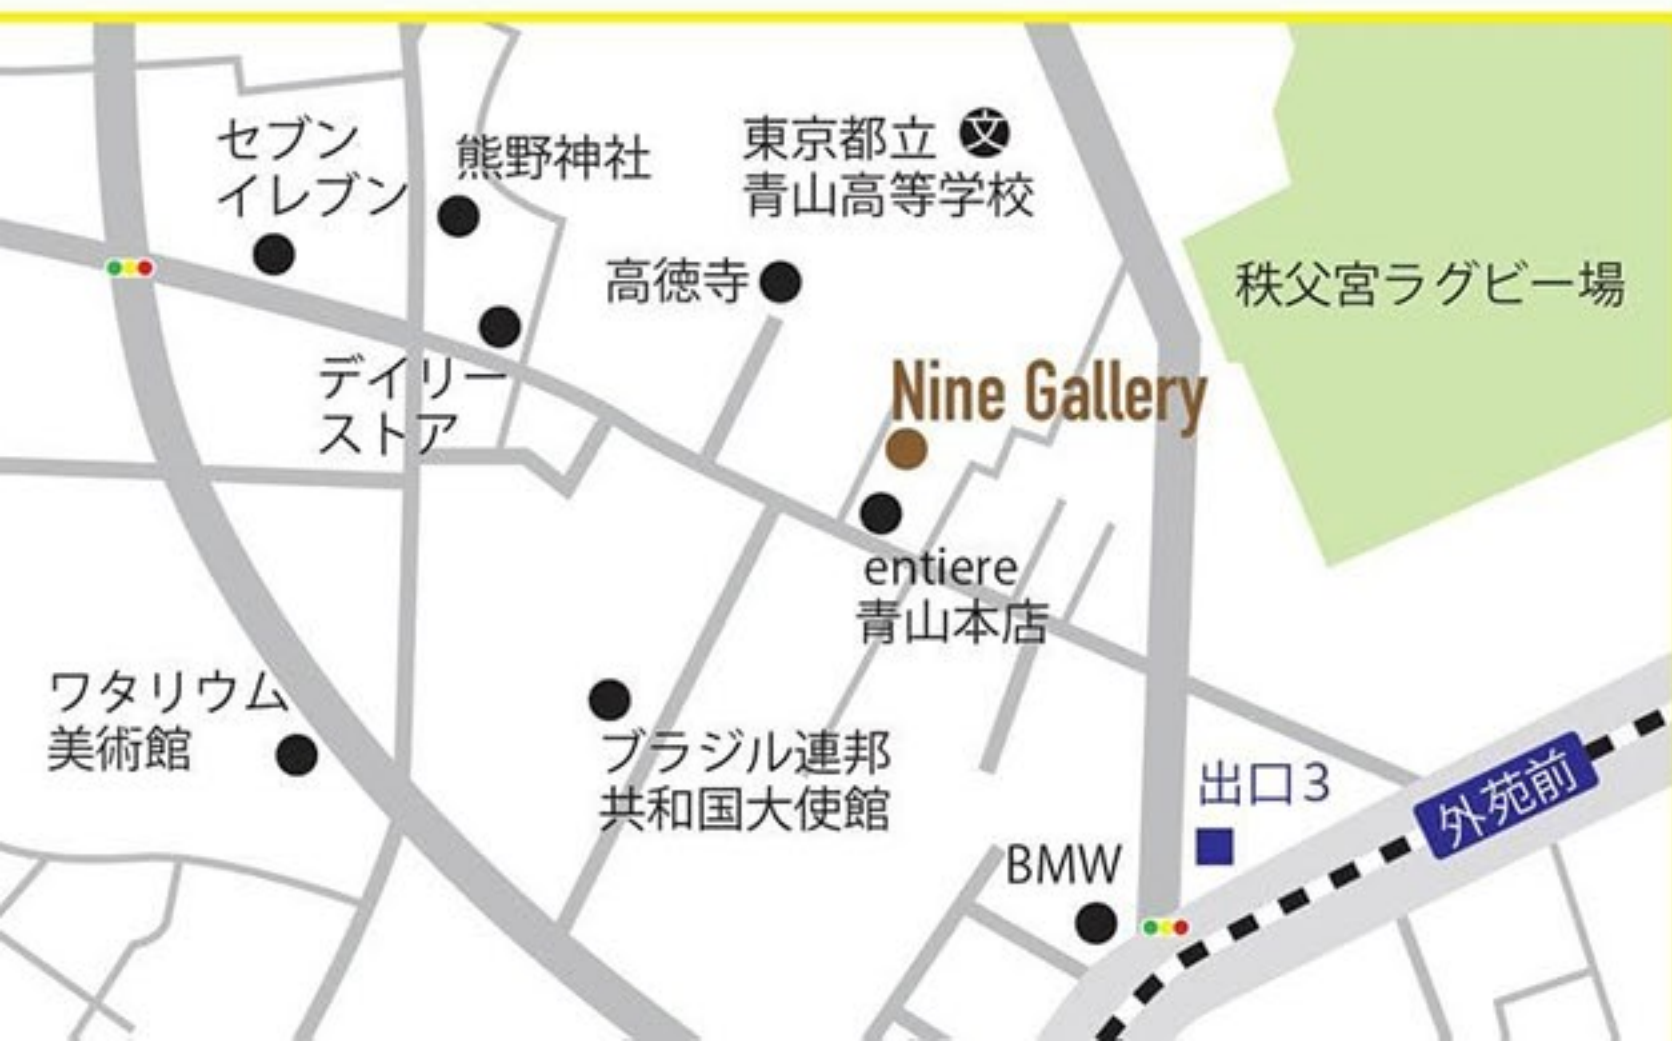 セブン
イレブン
熊野神社
東京都立
文
青山高等学校
高徳寺
秩父宮ラグビー場
デイリー
ストア
Nine Gallery
entiere
青山本店
ワタリウム
美術館
ブラジル連邦
共和国大使館
出口3
外苑前
BMW